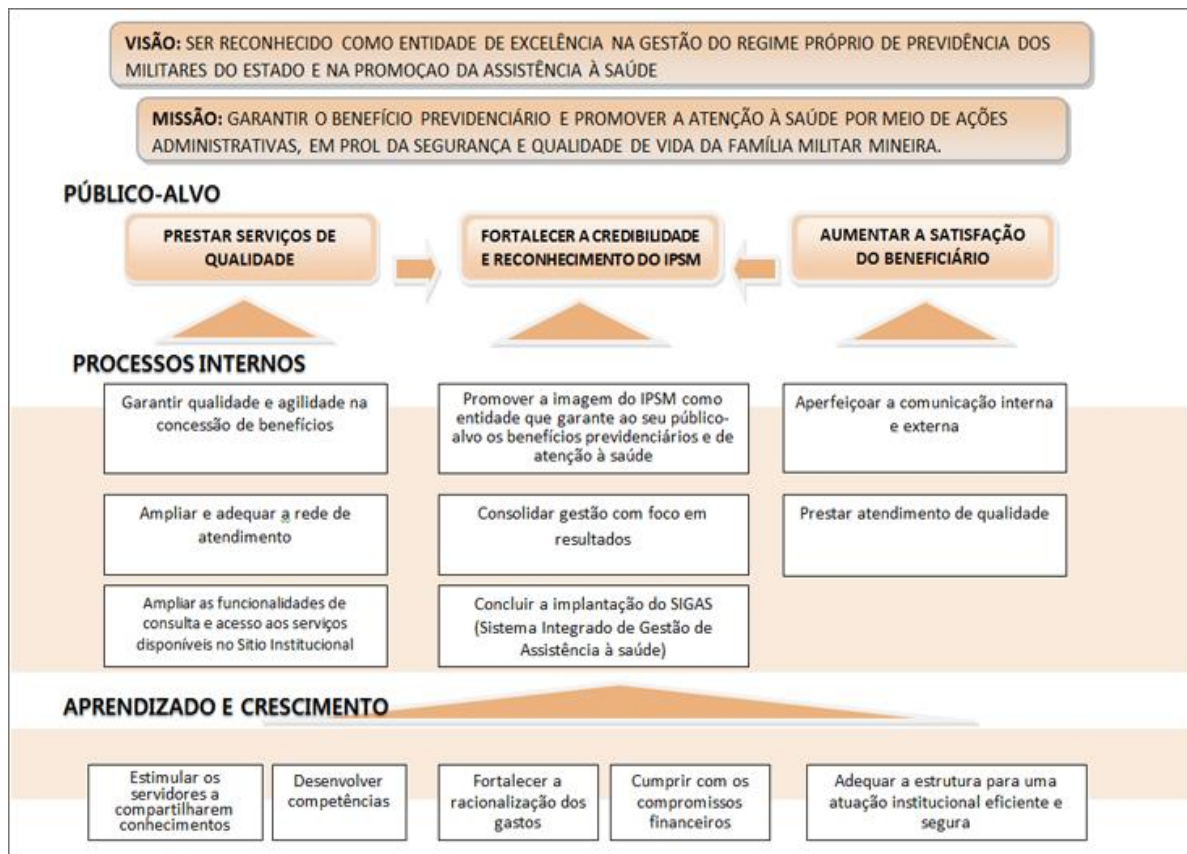 VISÃO: SER RECONHECIDO COMO ENTIDADE DE EXCELÊNCIA NA GESTÃO DO REGIME PRÓPRIO DE PREVIDÊNCIA DOS
MILITARES DO ESTADO E NA PROMOÇAO DA ASSISTÊNCIA À SAÚDE
MISSÃO: GARANTIR O BENEFÍCIO PREVIDENCIÁRIO E PROMOVER A ATENÇÃO À SAÚDE POR MEIO DE AÇÕES
ADMINISTRATIVAS, EM PROL DA SEGURANÇA E QUALIDADE DE VIDA DA FAMÍLIA MILITAR MINEIRA.
PÚBLICO-ALVO
PRESTAR SERVIÇOS DE
QUALIDADE
FORTALECER A CREDIBILIDADE
E RECONHECIMENTO DO IPSM
AUMENTAR A SATISFAÇÃO
DO BENEFICIÁRIO
PROCESSOS INTERNOS
Garantir qualidade e agilidade na
concessão de benefícios
Promover a imagem do IPSM como
entidade que garante ao seu público-
alvo os benefícios previdenciários e de
atenção à saúde
Aperfeiçoar a comunicação interna
e externa
Ampliar e adequar a rede de
atendimento
Consolidar gestão com foco em
resultados
Prestar atendimento de qualidade
Ampliar as funcionalidades de
consulta e acesso aos serviços
disponíveis no Sitio Institucional
Concluir a implantação do SIGAS
(Sistema Integrado de Gestão de
Assistência à saúde)
APRENDIZADO E CRESCIMENTO
Estimular os
servidores a
compartilharem
conhecimentos
Desenvolver
competências
Fortalecer a
racionalização dos
gastos
Cumprir com os
compromissos
financeiros
Adequar a estrutura para uma
atuação institucional eficiente e
segura